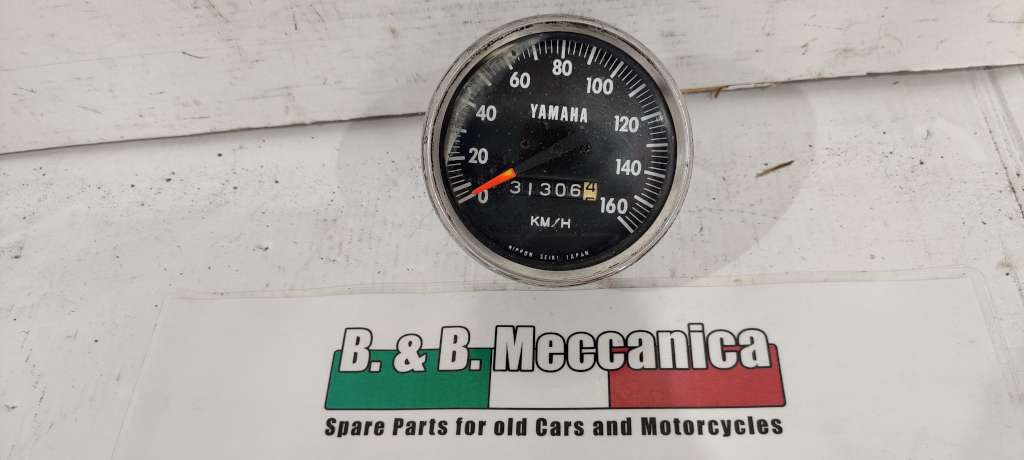 60 80 100
40 YAMAHA 120
20 140
0 313064 160
KM/H
NIPPON SEIKI JAPAN
B. & B. Meccanica
Spare Parts for old Cars and Motorcycles